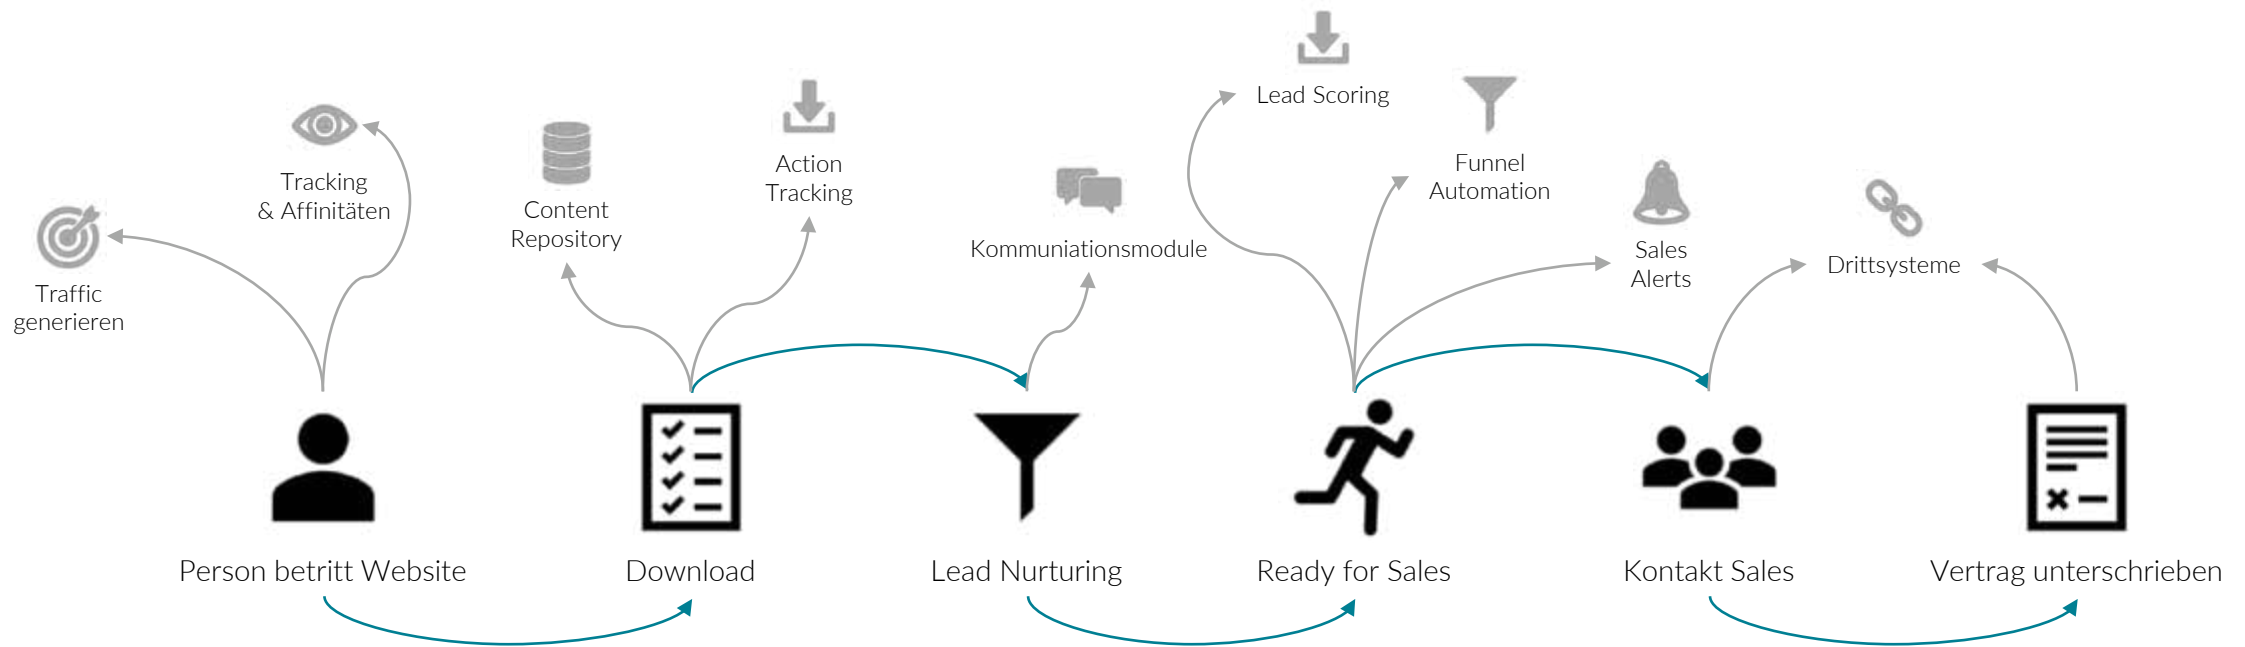 Lead Scoring
Action
Tracking
Funnel
Automation
Tracking
& Affinitäten
Content
Repository
Kommuniationsmodule
Sales
Alerts
Drittsysteme
Traffic
generieren
Person betritt Website
Download
Lead Nurturing
Ready for Sales
Kontakt Sales
Vertrag unterschrieben